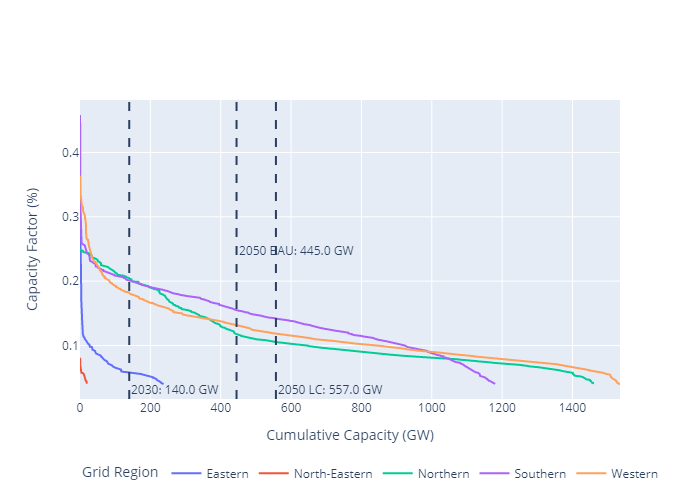 0.4
0.3
0.2
0.1
Capacity Factor (%)
2050 BAU: 445.0 GW
2030: 140.0 GW
2050 LC: 557.0 GW
0 200 400 600 800 1000 1200 1400
Cumulative Capacity (GW)
Grid Region Eastern North-Eastern Northern Southern Western